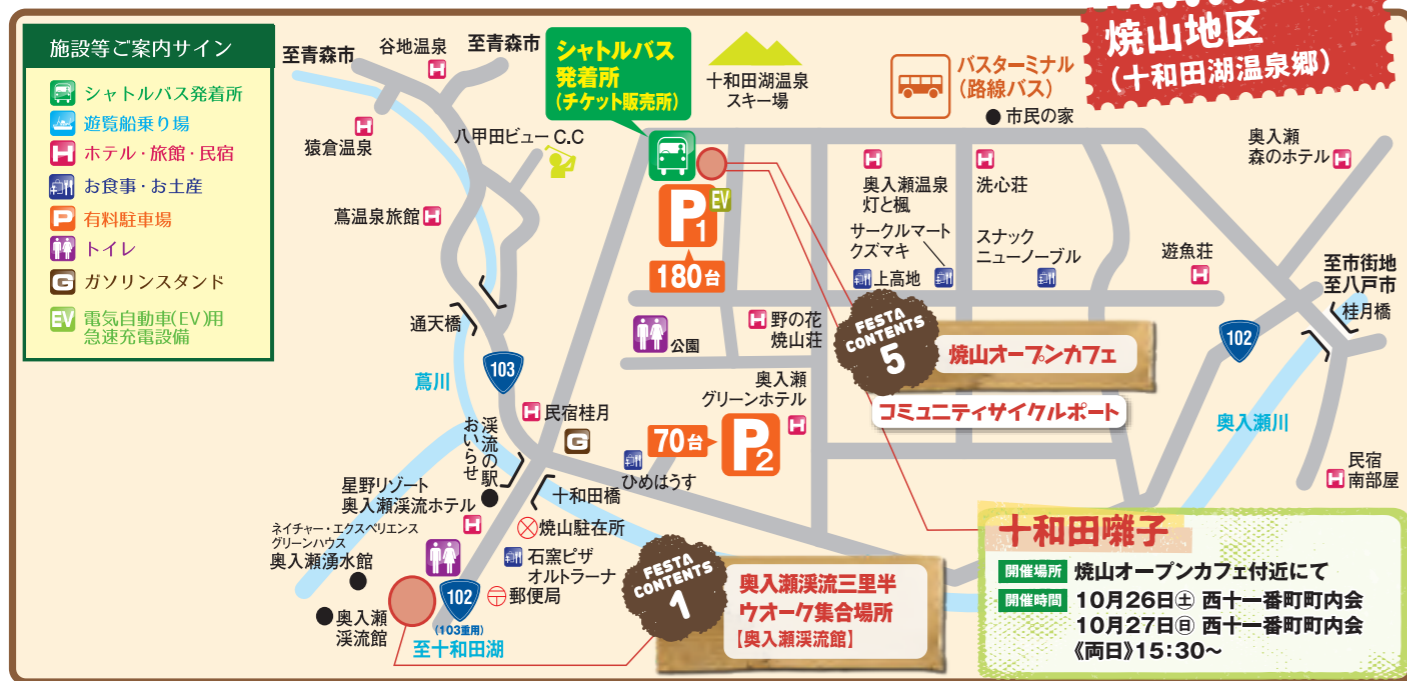 焼山地区
(十和田湖温泉郷)
施設等ご案内サイン
シャトルバス発着所
遊覧船乗り場
H ホテル・旅館・民宿
お食事・お土産
P 有料駐車場
トイレ
G ガソリンスタンド
EV 電気自動車(EV)用
急速充電設備
至青森市
谷地温泉
H
至青森市
シャトルバス
発着所
(チケット販売所)
十和田湖温泉
スキー場
バスターミナル
(路線バス)
市民の家
H
猿倉温泉
八甲田ビューC.C
奥入瀬
森のホテル H
蔦温泉旅館 H
P1
EV
180台
H
奥入瀬温泉
灯と楓
H
洗心荘
サークルマート
クズマキ
上高地
スナック
ニューノーブル
遊魚荘
H
至市街地
至八戸市
桂月橋
通天橋
蔦川
103
公園
H 野の花
焼山荘
FESTA
CONTENTS
5
焼山オープンカフェ
コミュニティサイクルポート
102
奥入瀬川
奥入瀬
グリーンホテル
H
H 民宿桂月
G
70台
P2
ひめはうす
渓流の駅
おいらせ
十和田橋
星野リゾート
奥入瀬渓流ホテル
H
ネイチャー・エクスペリエンス
グリーンハウス
奥入瀬湧水館
焼山駐在所
石窯ピザ
オルトラーナ
〒郵便局
奥入瀬
渓流館
102
(103重用)
至十和田湖
FESTA
CONTENTS
1
奥入瀬渓流三里半
ウオーク集合場所
【奥入瀬渓流館】
民宿
H 南部屋
十和田囃子
開催場所 焼山オープンカフェ付近にて
開催時間 10月26日㊏ 西十一番町町内会
10月27日㊐ 西十一番町町内会
《両日》15:30～